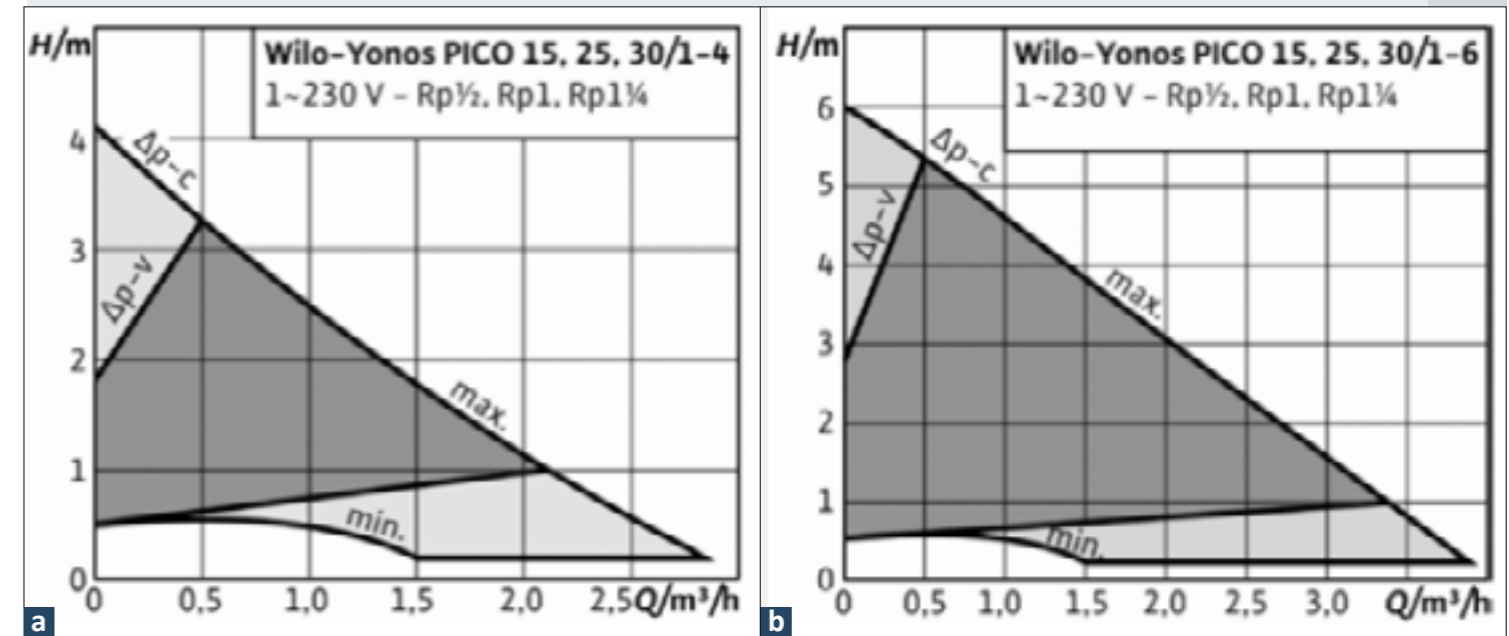 H/m
Wilo-Yonos PICO 15, 25, 30/1-4
1~230 V - Rp½, Rp1, Rp1¼
4
Δp-c
3
Δp-v
2
max.
1
min.
0
0 0,5 1,0 1,5 2,0 2,5 Q/m³/h
a
H/m
Wilo-Yonos PICO 15, 25, 30/1-6
1~230 V - Rp½, Rp1, Rp1¼
6
Δp-c
5
Δp-v
4
max.
3
2
1
min.
0
0 0,5 1,0 1,5 2,0 2,5 3,0 Q/m³/h
b